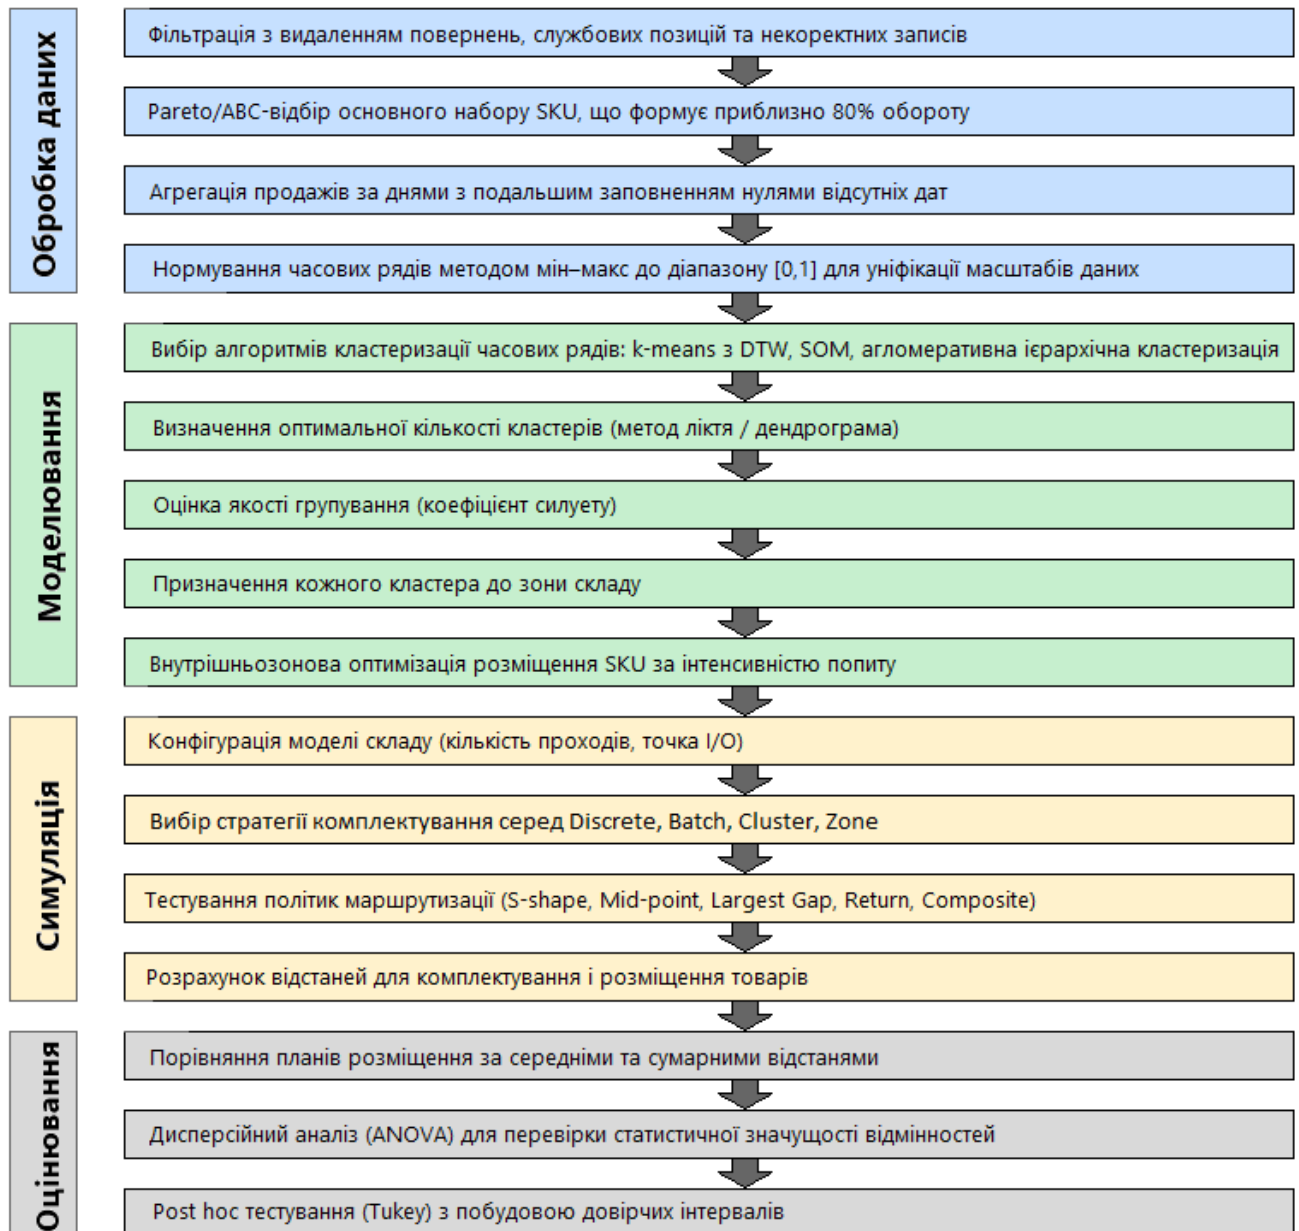 Обробка даних
Фільтрація з видаленням повернень, службових позицій та некоректних записів
Pareto/ABC-відбір основного набору SKU, що формує приблизно 80% обороту
Агрегація продажів за днями з подальшим заповненням нулями відсутніх дат
Нормування часових рядів методом мін–макс до діапазону [0,1] для уніфікації масштабів даних
Моделювання
Вибір алгоритмів кластеризації часових рядів: k-means з DTW, SOM, агломеративна ієрархічна кластеризація
Визначення оптимальної кількості кластерів (метод ліктя / дендрограма)
Оцінка якості групування (коефіцієнт силуету)
Призначення кожного кластера до зони складу
Внутрішньозонова оптимізація розміщення SKU за інтенсивністю попиту
Симуляція
Конфігурація моделі складу (кількість проходів, точка I/O)
Вибір стратегії комплектування серед Discrete, Batch, Cluster, Zone
Тестування політик маршрутизації (S-shape, Mid-point, Largest Gap, Return, Composite)
Розрахунок відстаней для комплектування і розміщення товарів
Оцінювання
Порівняння планів розміщення за середніми та сумарними відстанями
Дисперсійний аналіз (ANOVA) для перевірки статистичної значущості відмінностей
Post hoc тестування (Tukey) з побудовою довірчих інтервалів